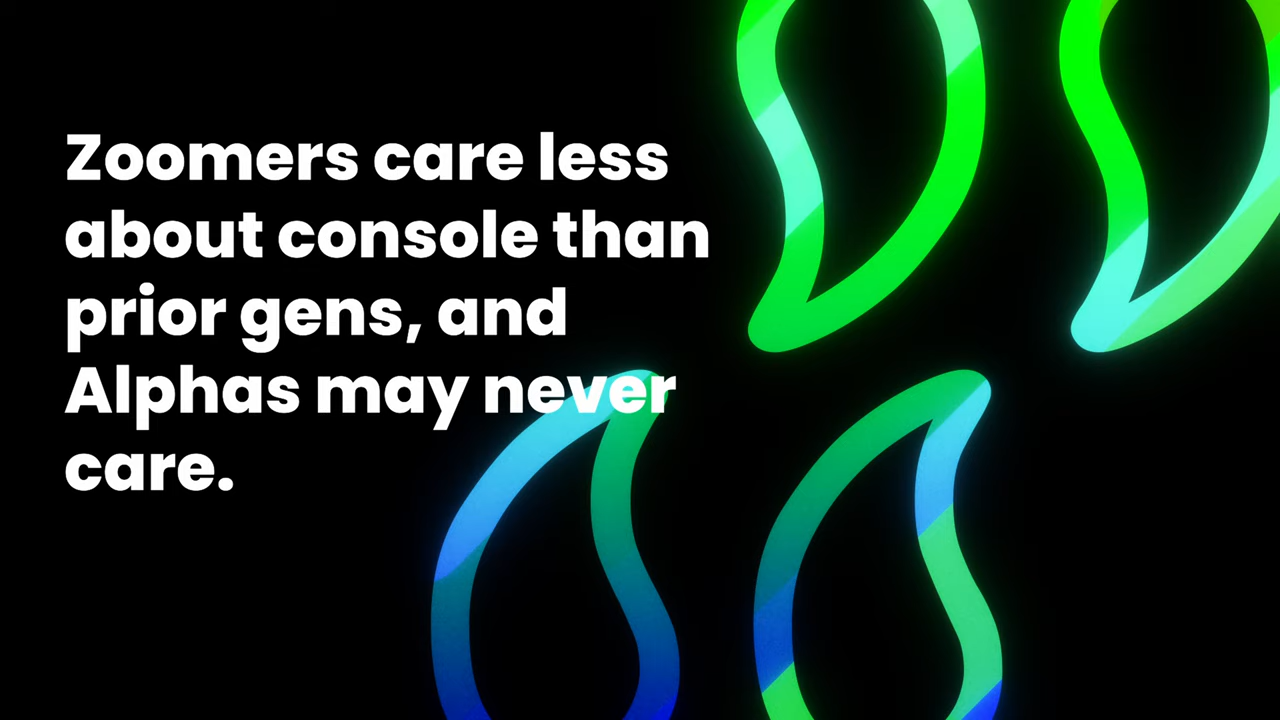 Zoomers care less
about console than
prior gens, and
Alphas may never
care.